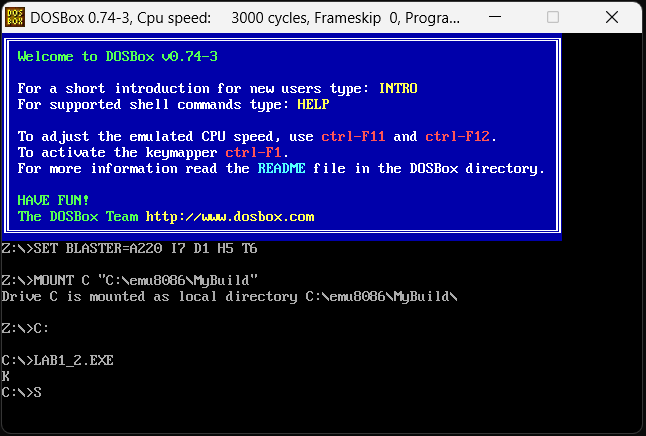 DOSBox 0.74-3, Cpu speed:    3000 cycles, Frameskip  0, Progra...
Welcome to DOSBox v0.74-3
For a short introduction for new users type: INTRO
For supported shell commands type: HELP
To adjust the emulated CPU speed, use ctrl-F11 and ctrl-F12.
To activate the keymapper ctrl-F1.
For more information read the README file in the DOSBox directory.
HAVE FUN!
The DOSBox Team http://www.dosbox.com
Z:\>SET BLASTER=A220 I7 D1 H5 T6
Z:\>MOUNT C "C:\emu8086\MyBuild"
Drive C is mounted as local directory C:\emu8086\MyBuild\
Z:\>C:
C:\>LAB1_2.EXE
K
C:\>S